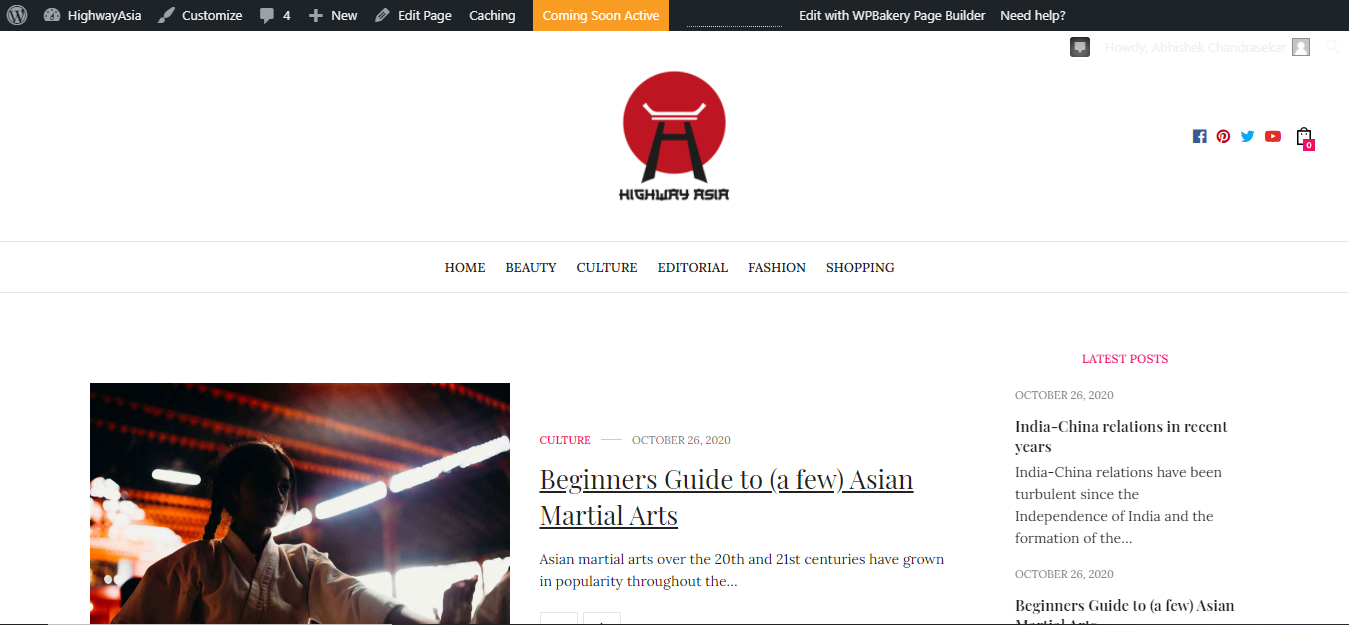 HighwayAsia Customize 4 New Edit Page Caching Coming Soon Active Edit with WPBakery Page Builder Need help?
Howdy, Abhishek Chandrasekar
HIGHWAY ASIA
0
HOME BEAUTY CULTURE EDITORIAL FASHION SHOPPING
CULTURE OCTOBER 26, 2020
Beginners Guide to (a few) Asian
Martial Arts
Asian martial arts over the 20th and 21st centuries have grown
in popularity throughout the...
LATEST POSTS
OCTOBER 26, 2020
India-China relations in recent
years
India-China relations have been
turbulent since the
Independence of India and the
formation of the...
OCTOBER 26, 2020
Beginners Guide to (a few) Asian
Martial Arts